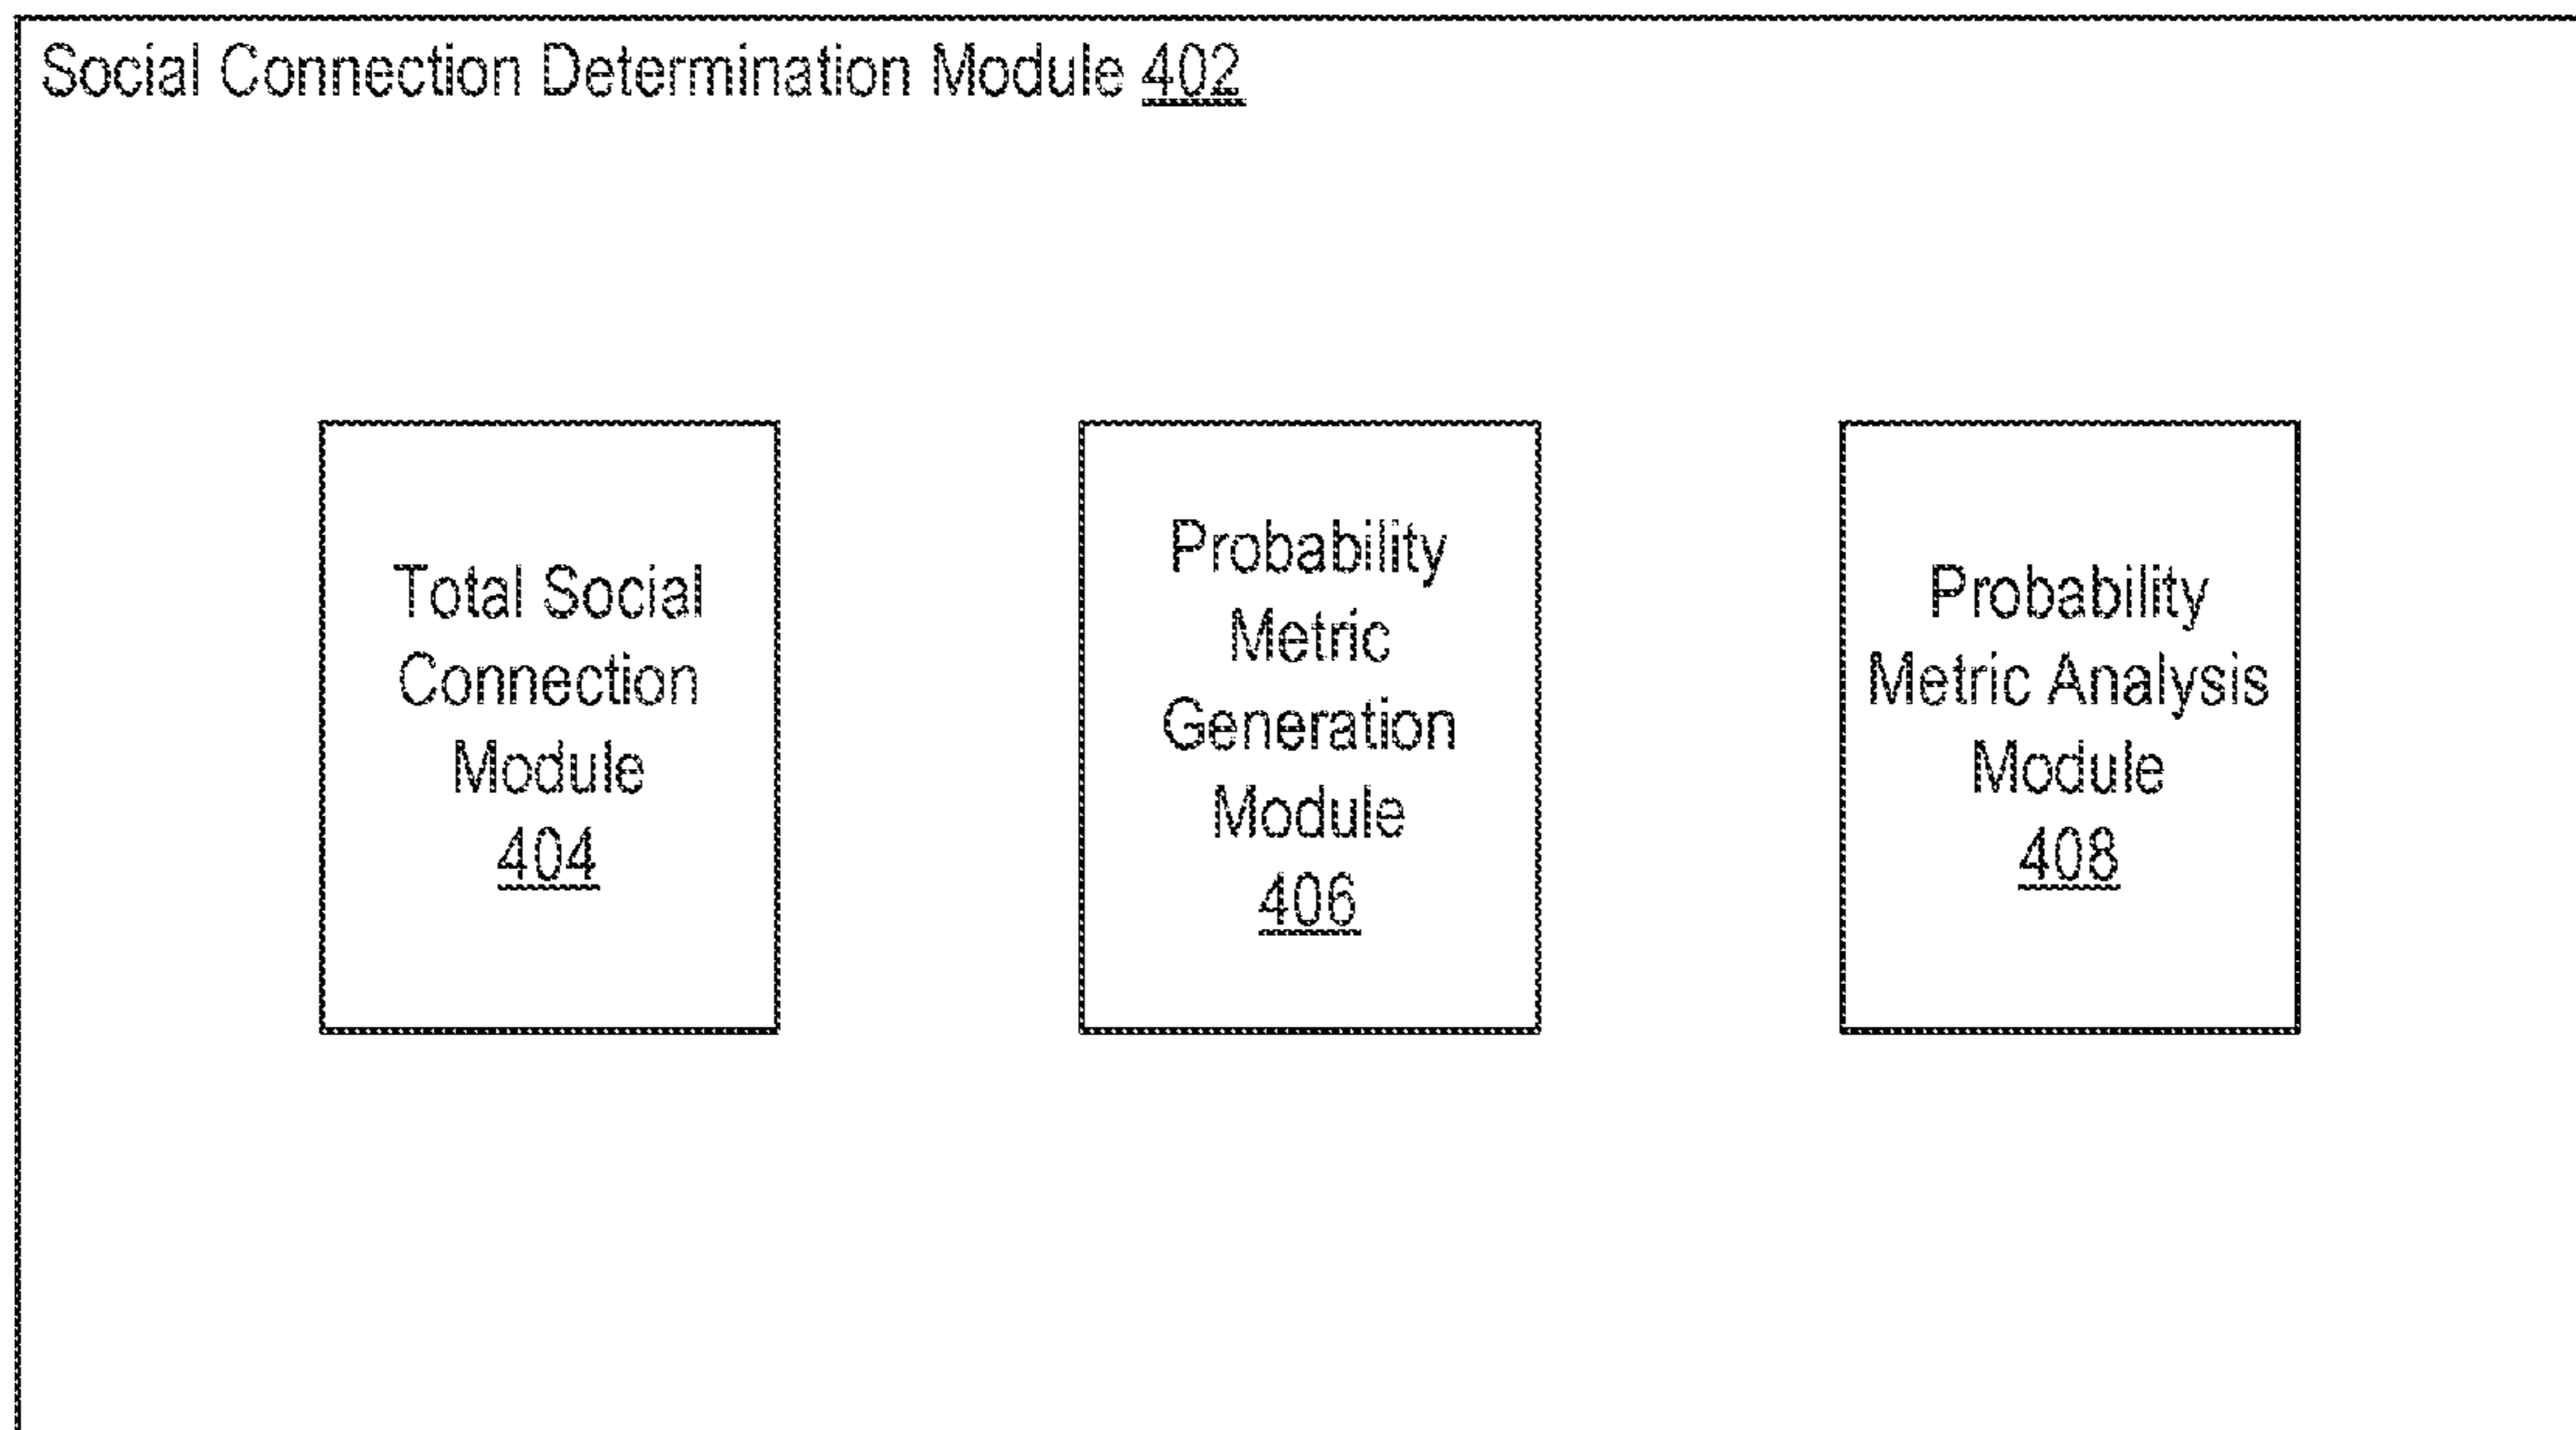 Social Connection Determination Module 402
Total Social
Connection
Module
404
Probability
Metric
Generation
Module
406
Probability
Metric Analysis
Module
408